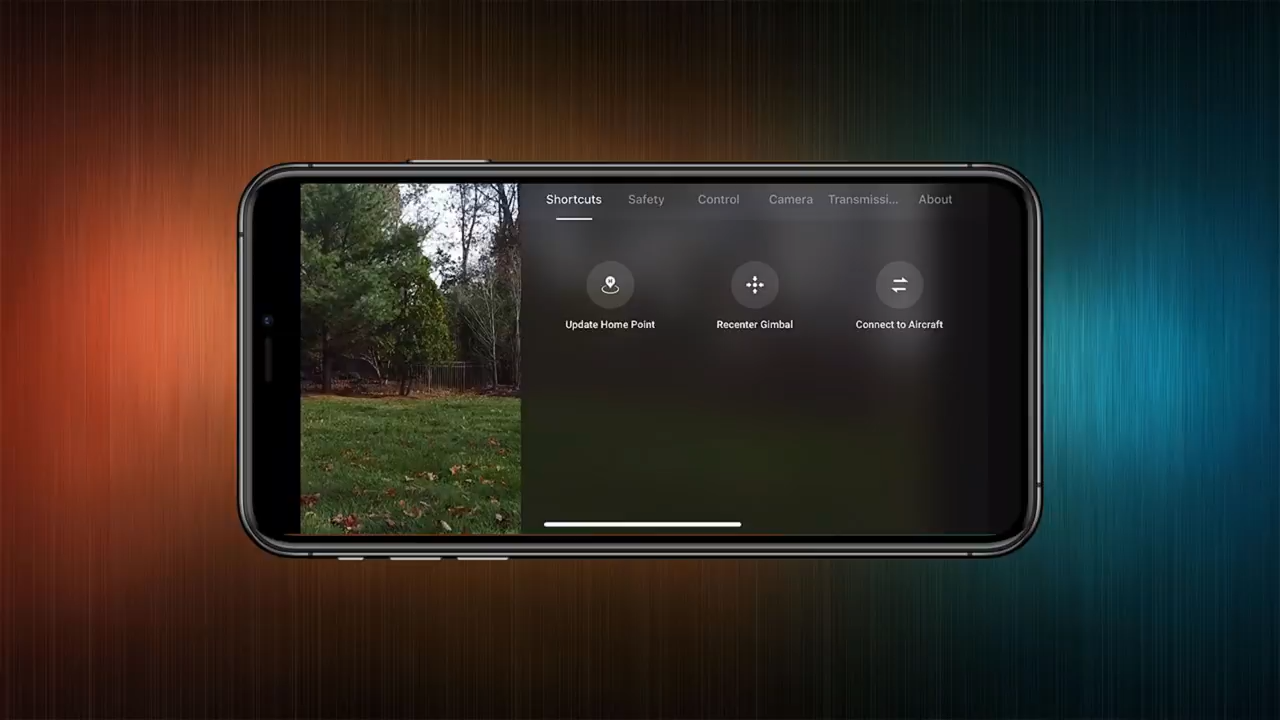 Shortcuts Safety Control Camera Transmissi... About
Update Home Point Recenter Gimbal Connect to Aircraft